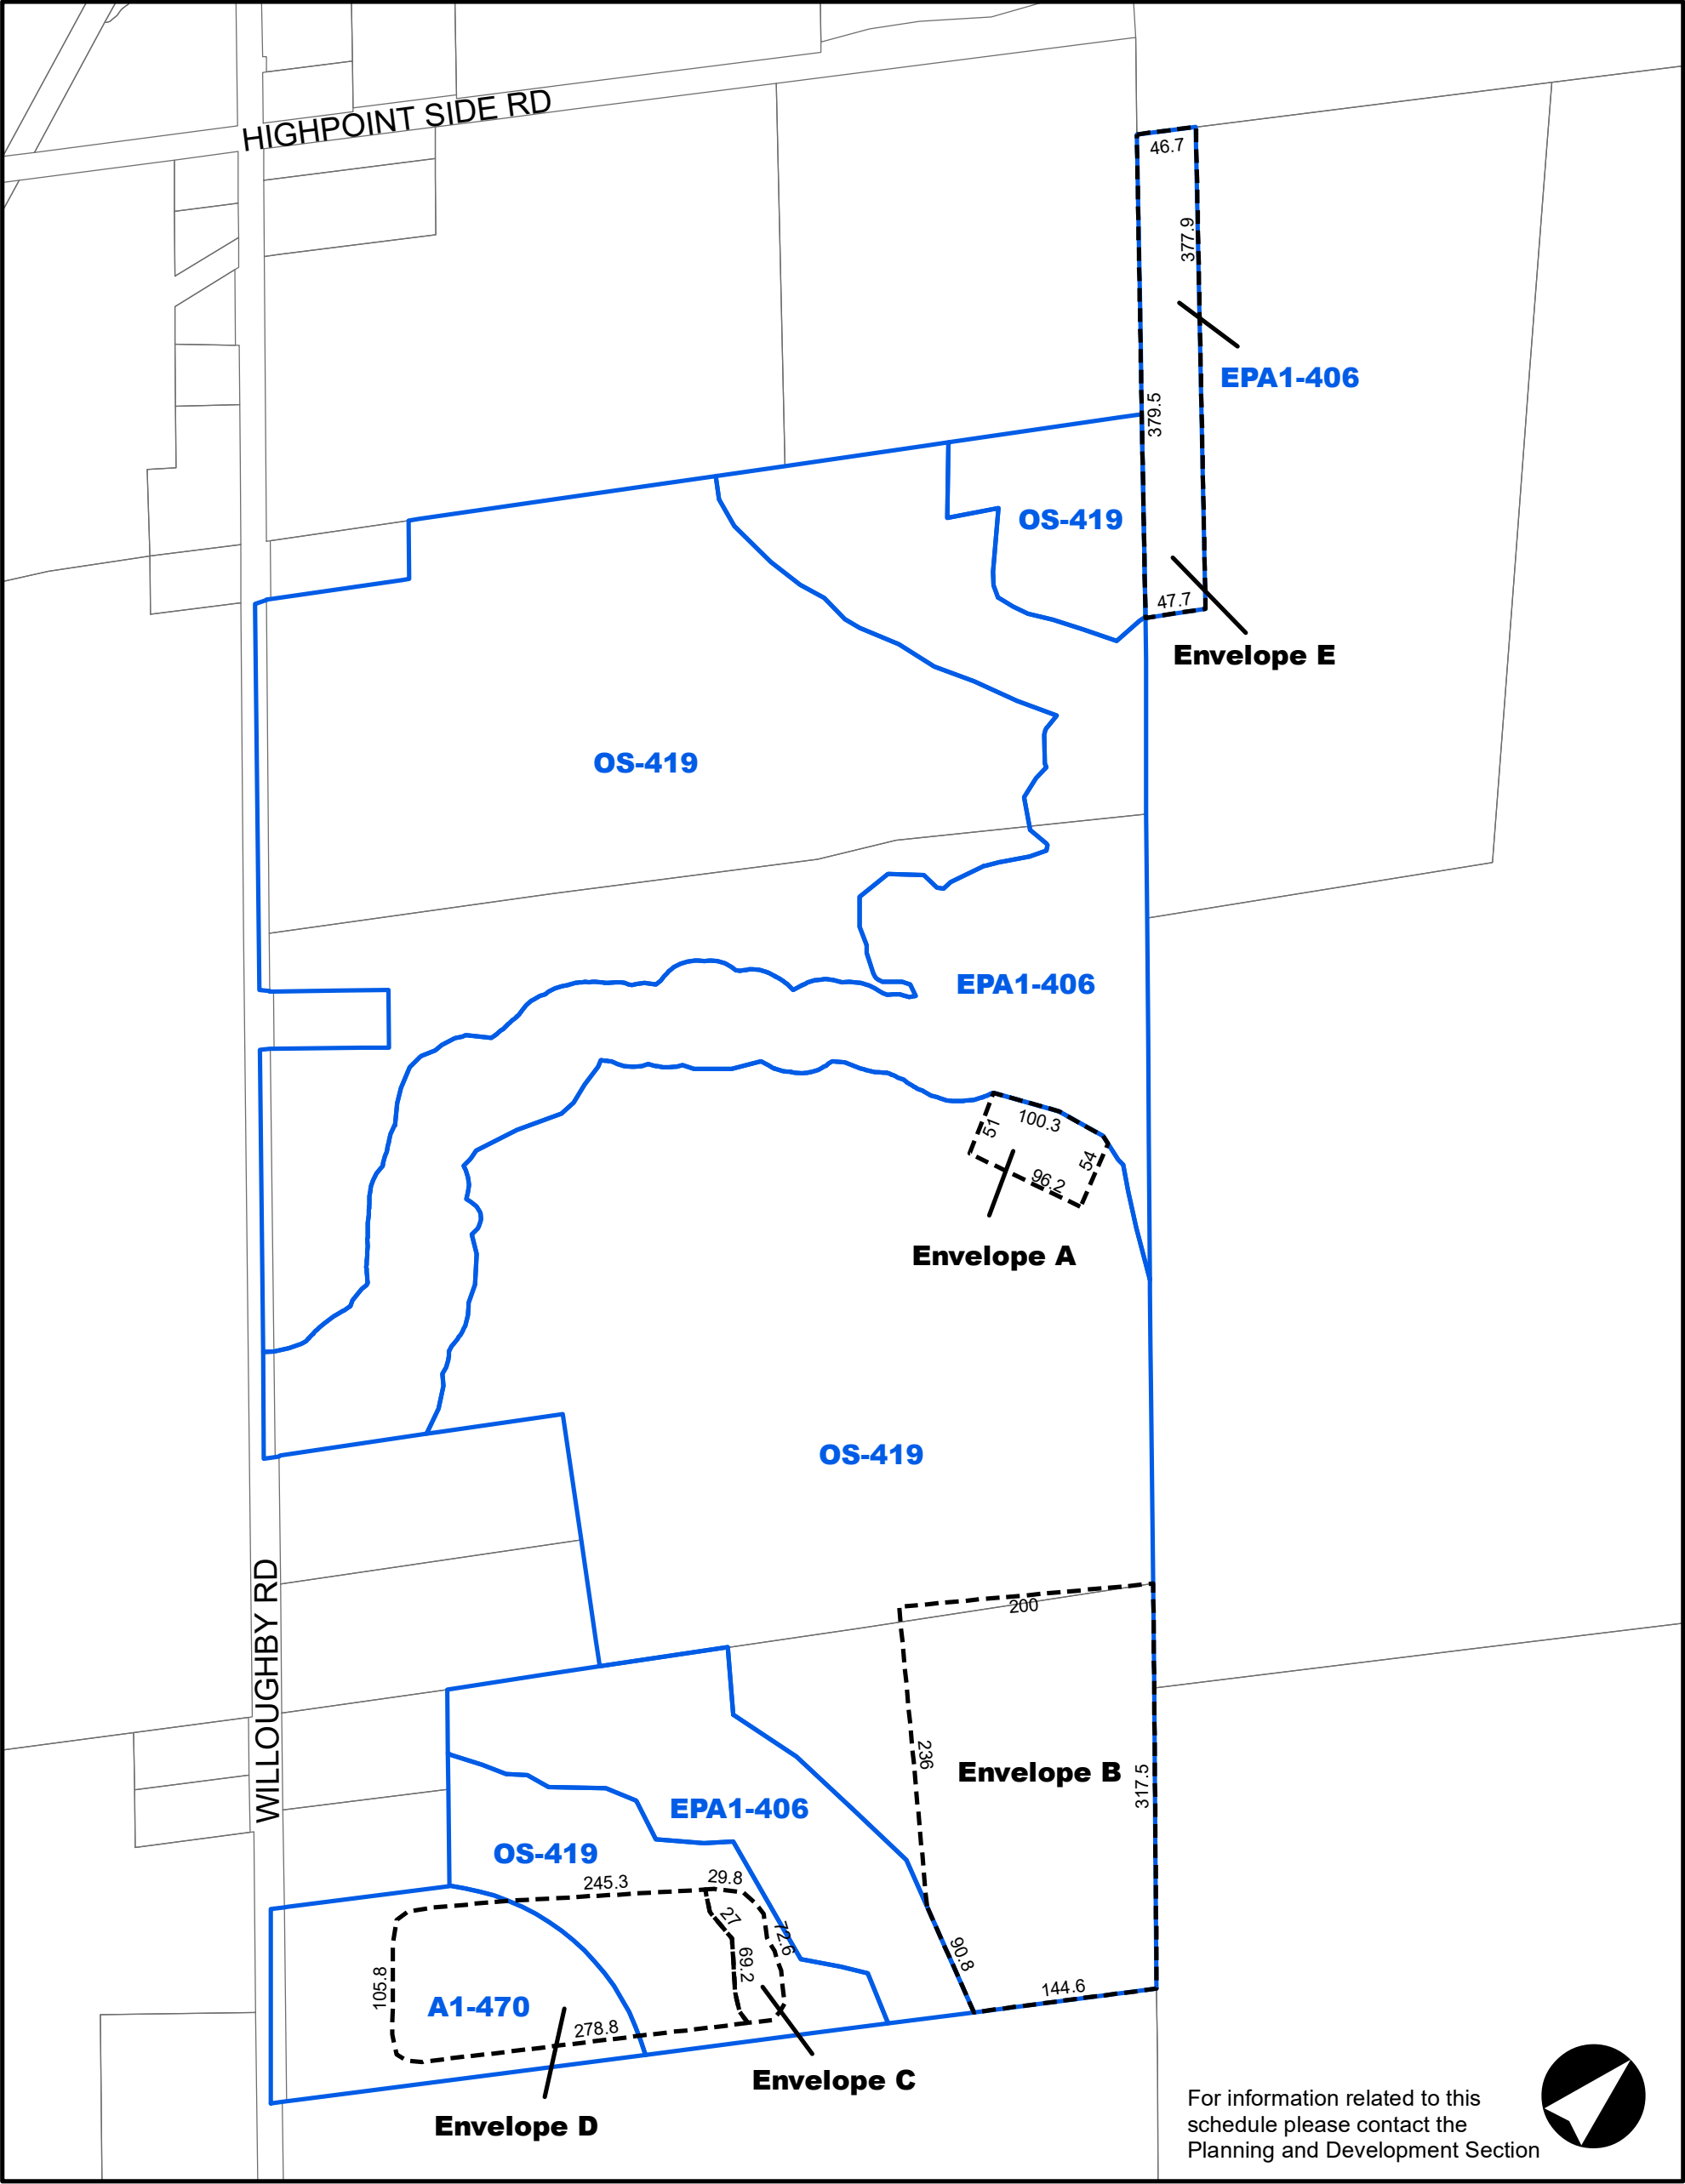 HIGHPOINT SIDE RD
46.7
377.9
EPA1-406
379.5
OS-419
47.7
Envelope E
OS-419
EPA1-406
100.3
51
54
96.2
Envelope A
OS-419
200
WILLOUGHBY RD
236
Envelope B
317.5
EPA1-406
OS-419
245.3
29.8
27
72.6
69.2
90.8
105.8
144.6
A1-470
278.8
Envelope C
Envelope D
For information related to this
schedule please contact the
Planning and Development Section